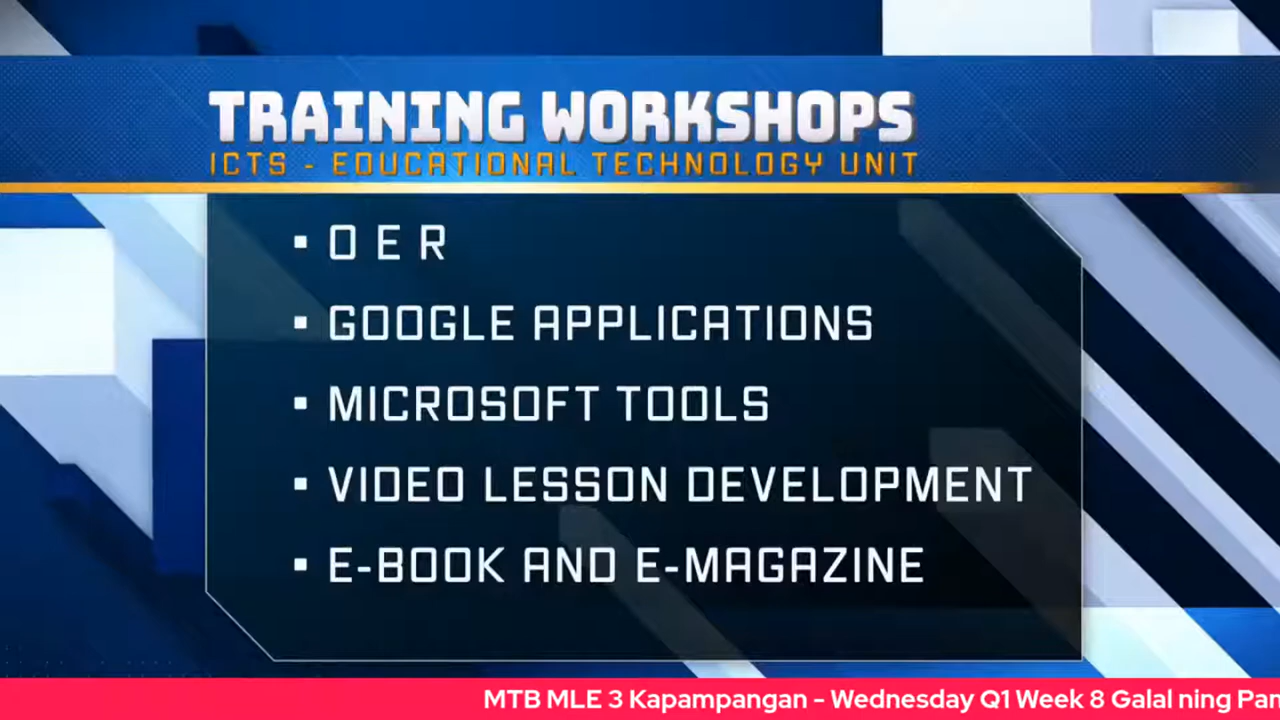 TRAINING WORKSHOPS
ICTS - EDUCATIONAL TECHNOLOGY UNIT
▪ O E R
▪ GOOGLE APPLICATIONS
▪ MICROSOFT TOOLS
▪ VIDEO LESSON DEVELOPMENT
▪ E-BOOK AND E-MAGAZINE
MTB MLE 3 Kapampangan - Wednesday Q1 Week 8 Galal ning